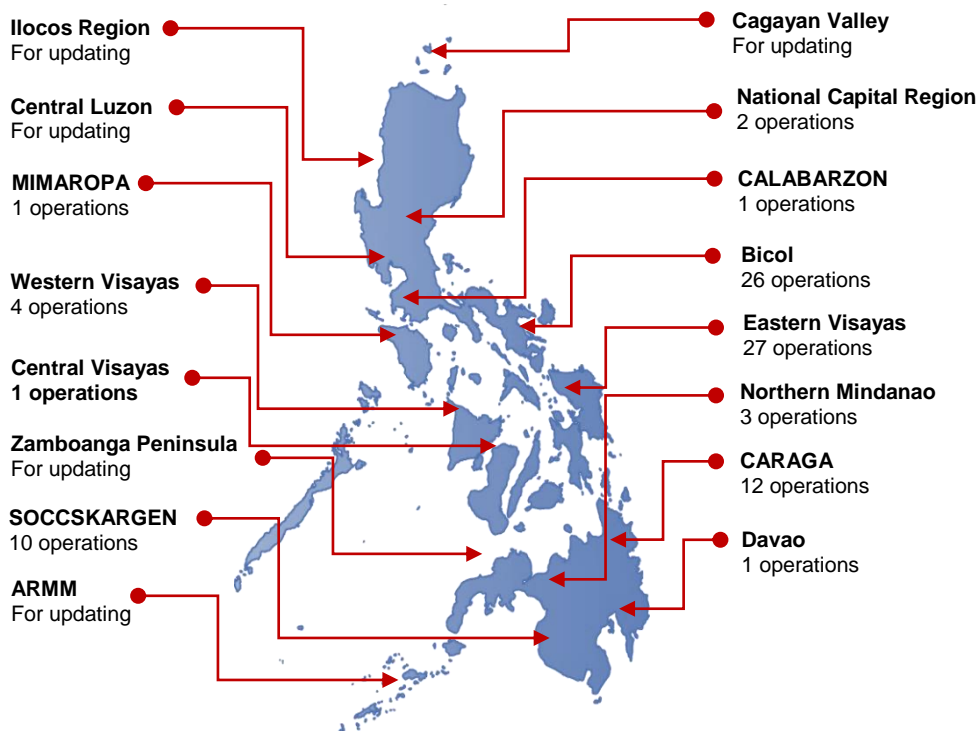 Ilocos Region
For updating
Central Luzon
For updating
MIMAROPA
1 operations
Western Visayas
4 operations
Central Visayas
1 operations
Zamboanga Peninsula
For updating
SOCCSKARGEN
10 operations
ARMM
For updating
Cagayan Valley
For updating
National Capital Region
2 operations
CALABARZON
1 operations
Bicol
26 operations
Eastern Visayas
27 operations
Northern Mindanao
3 operations
CARAGA
12 operations
Davao
1 operations